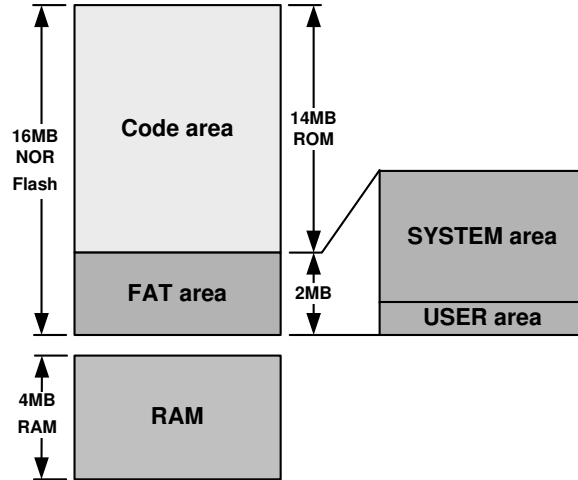 16MB
NOR
Flash
Code area
14MB
ROM
FAT area
2MB
SYSTEM area
USER area
4MB
RAM
RAM